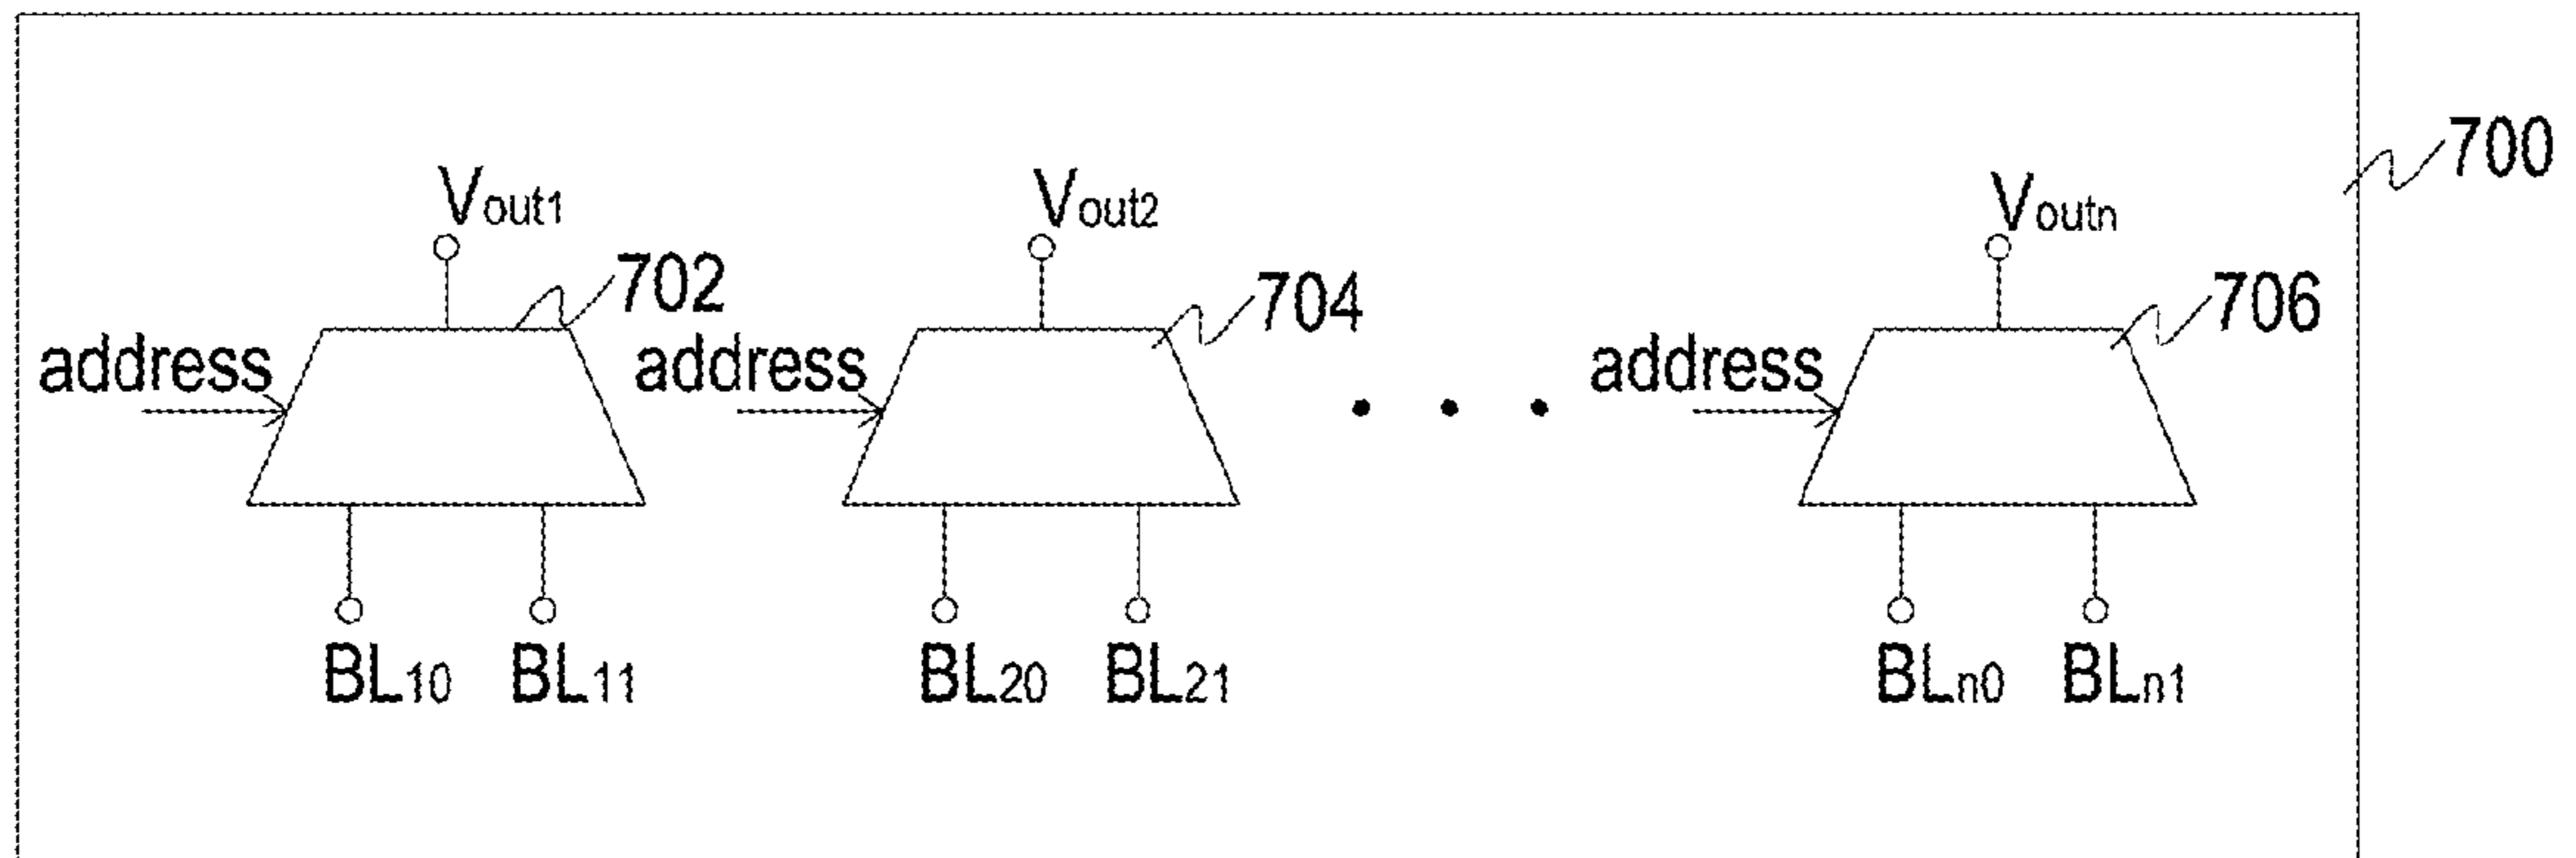 700
Vout1 Vout2 Voutn
702 704 706
address address address
BL10 BL11 BL20 BL21 BLn0 BLn1